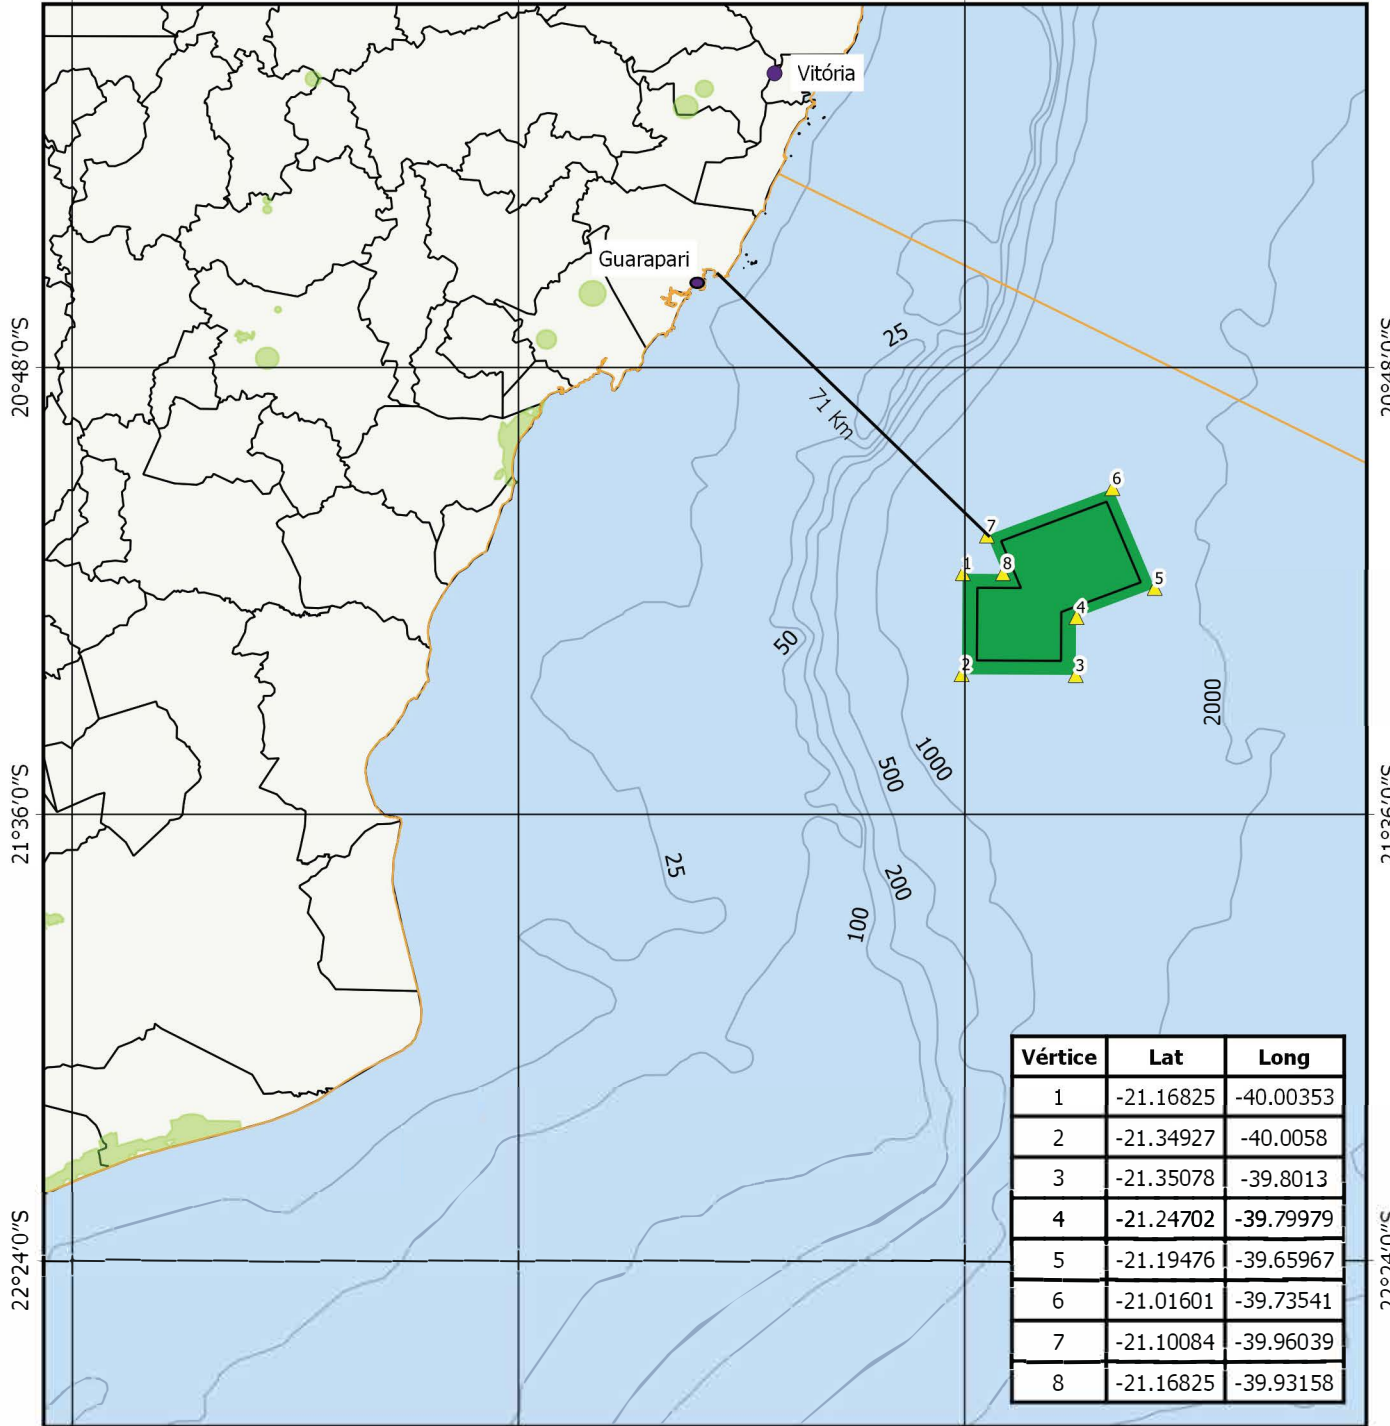 Vitória
Guarapari
25
20°48'0"S
20°48'0"S
71 Km
6
7
1
8
5
4
50
2
3
2000
1000
500
21°36'0"S
21°36'0"S
25
200
100
Vértice Lat Long
1 -21.16825 -40.00353
2 -21.34927 -40.0058
3 -21.35078 -39.8013
4 -21.24702 -39.79979
5 -21.19476 -39.65967
6 -21.01601 -39.73541
7 -21.10084 -39.96039
8 -21.16825 -39.93158
22°24'0"S
22°24'0"S